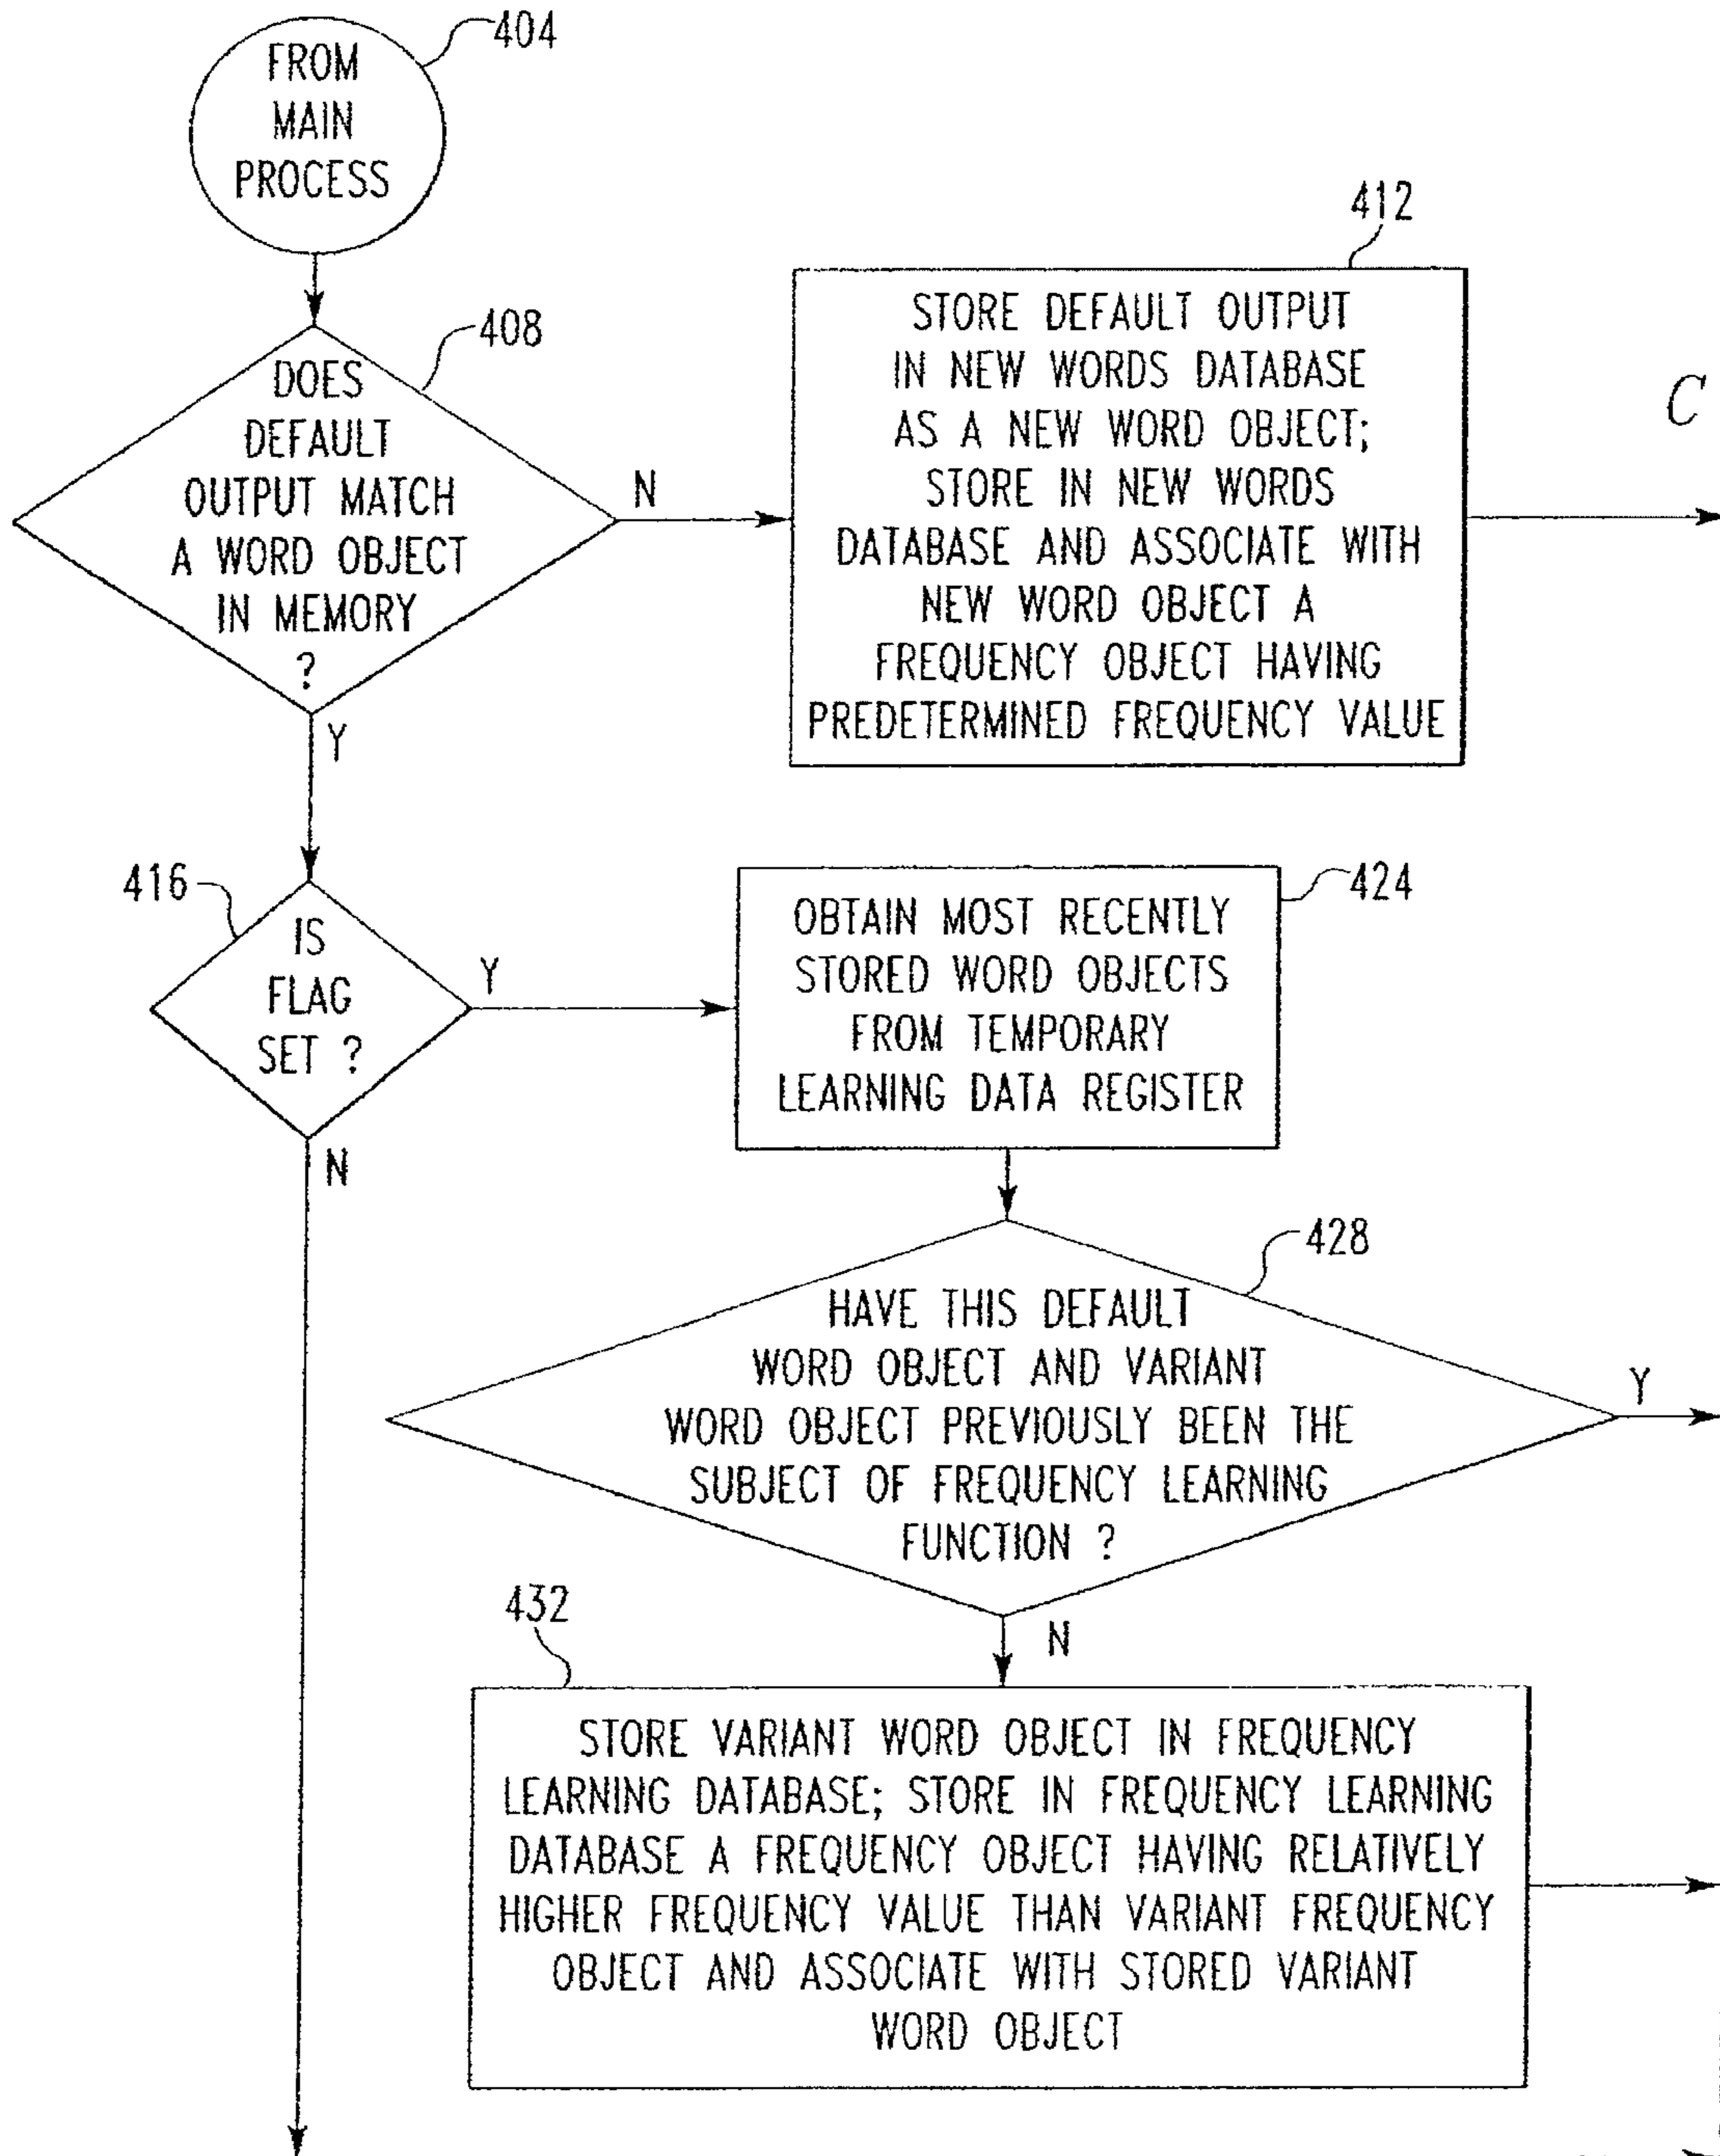 404
FROM
MAIN
PROCESS
408
DOES
DEFAULT
OUTPUT MATCH
A WORD OBJECT
IN MEMORY
?
N
Y
412
STORE DEFAULT OUTPUT
IN NEW WORDS DATABASE
AS A NEW WORD OBJECT;
STORE IN NEW WORDS
DATABASE AND ASSOCIATE WITH
NEW WORD OBJECT A
FREQUENCY OBJECT HAVING
PREDETERMINED FREQUENCY VALUE
C
416
IS
FLAG
SET ?
Y
N
424
OBTAIN MOST RECENTLY
STORED WORD OBJECTS
FROM TEMPORARY
LEARNING DATA REGISTER
428
HAVE THIS DEFAULT
WORD OBJECT AND VARIANT
WORD OBJECT PREVIOUSLY BEEN THE
SUBJECT OF FREQUENCY LEARNING
FUNCTION ?
Y
N
432
STORE VARIANT WORD OBJECT IN FREQUENCY
LEARNING DATABASE; STORE IN FREQUENCY LEARNING
DATABASE A FREQUENCY OBJECT HAVING RELATIVELY
HIGHER FREQUENCY VALUE THAN VARIANT FREQUENCY
OBJECT AND ASSOCIATE WITH STORED VARIANT
WORD OBJECT